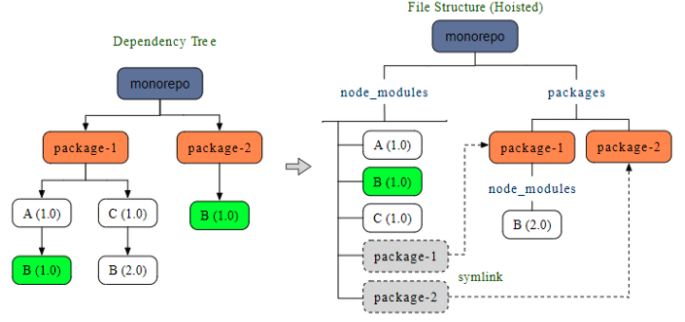 Dependency Tree
monorepo
package-1
package-2
A (1.0)
C (1.0)
B (1.0)
B (1.0)
B (2.0)
File Structure (Hoisted)
monorepo
node_modules
packages
A (1.0)
B (1.0)
C (1.0)
package-1
package-2
package-1
package-2
node_modules
B (2.0)
symlink